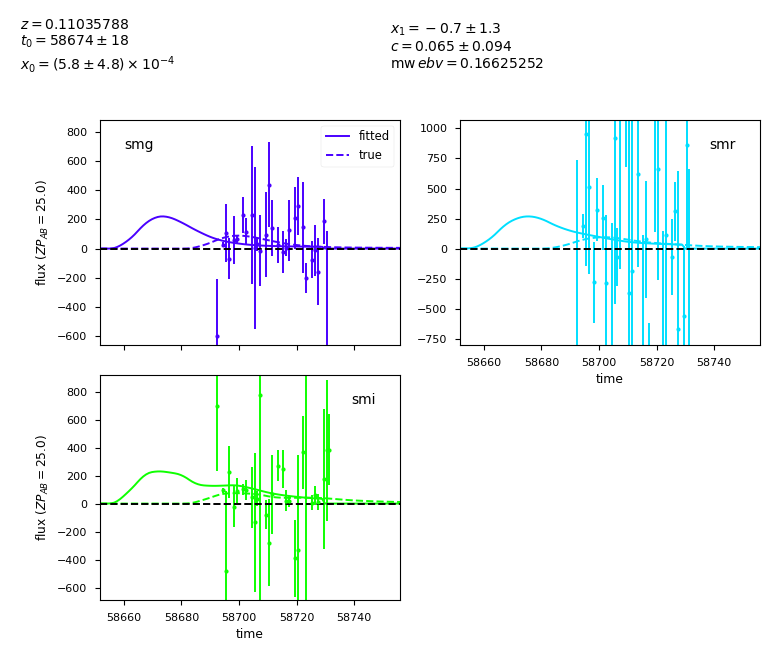 z = 0.11035788
t₀ = 58674 ± 18
x₀ = (5.8 ± 4.8) × 10⁻⁴
x₁ = −0.7 ± 1.3
c = 0.065 ± 0.094
mw ebv = 0.16625252
smg
fitted
true
800
600
400
200
0
−200
−400
−600
flux (ZP_AB = 25.0)
smr
1000
750
500
250
0
−250
−500
−750
58660 58680 58700 58720 58740
time
smi
800
600
400
200
0
−200
−400
−600
flux (ZP_AB = 25.0)
58660 58680 58700 58720 58740
time